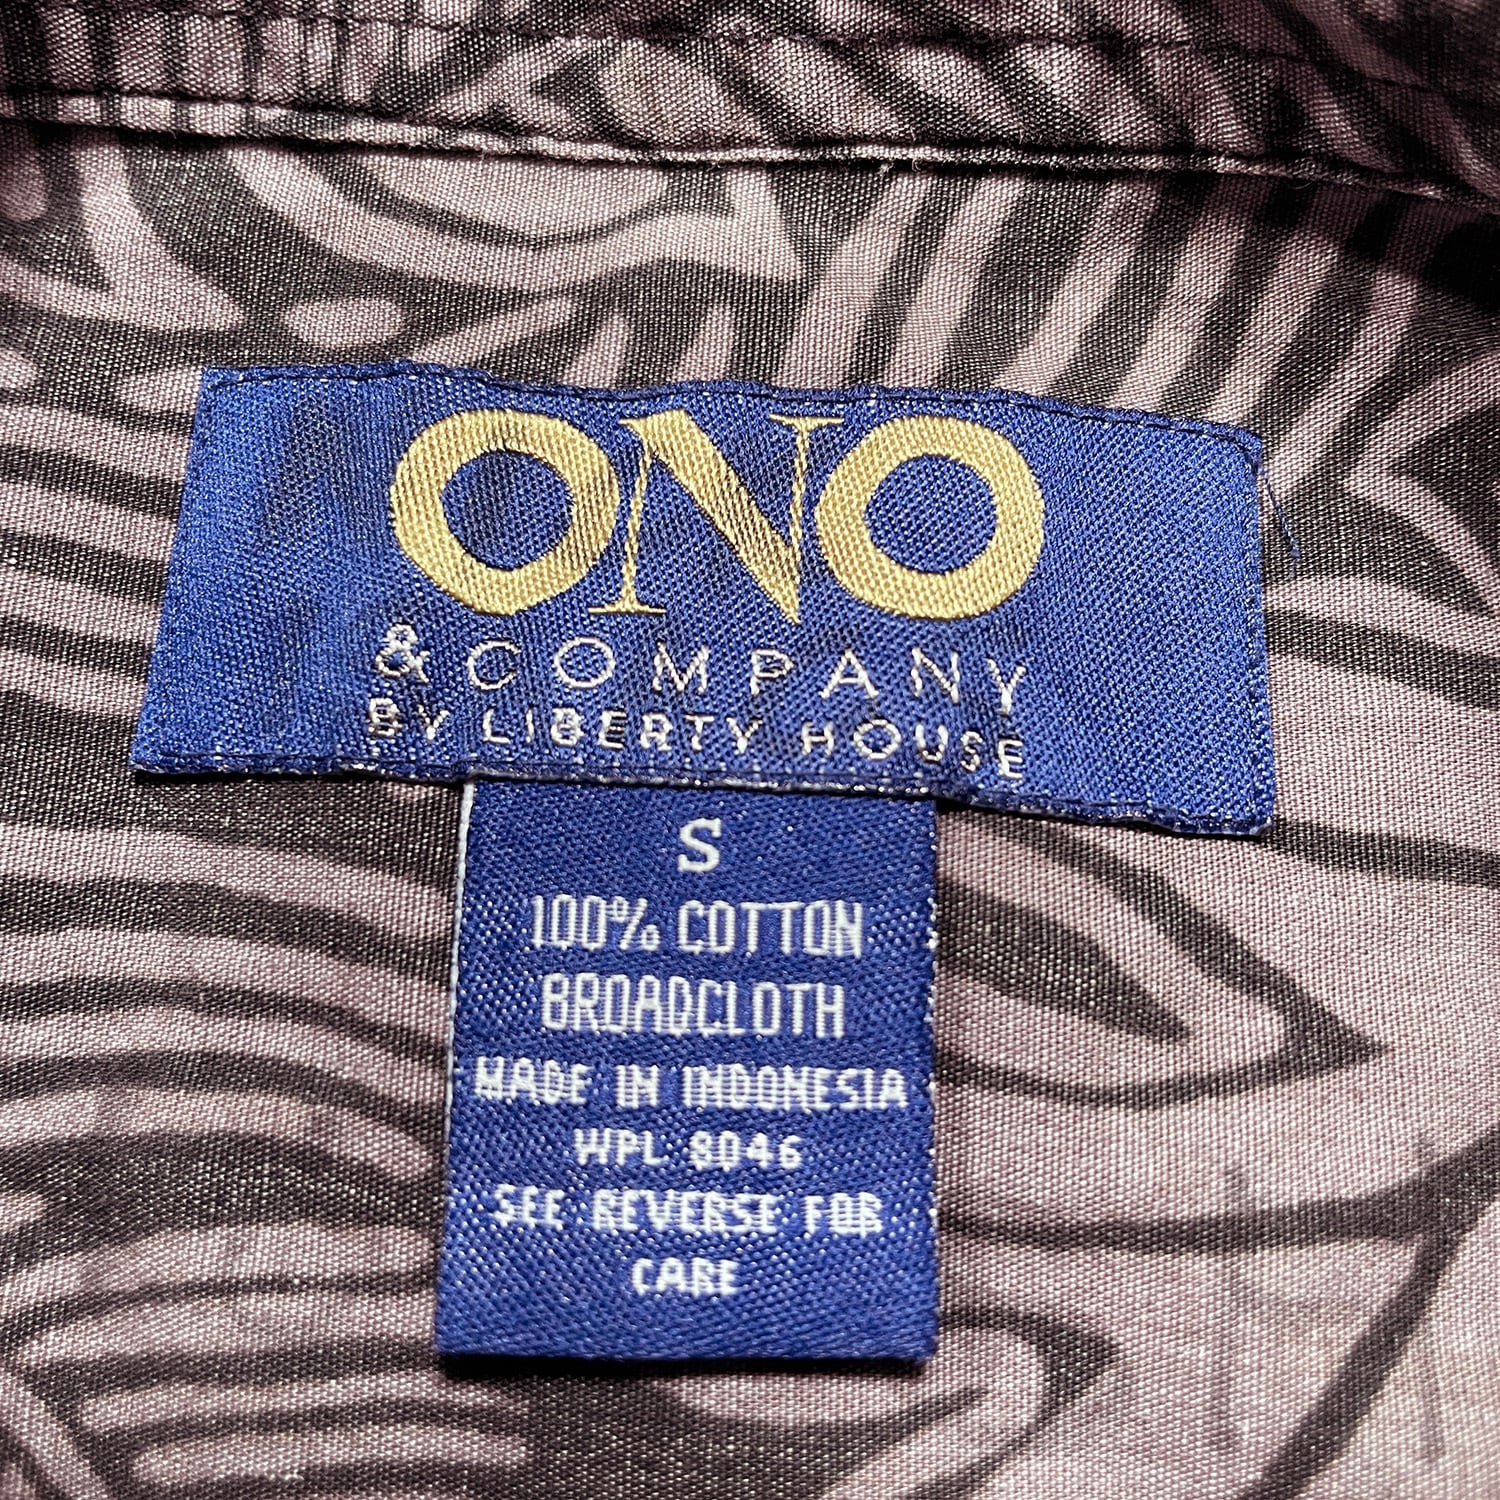 ONO
& COMPANY
BY LIBERTY HOUSE
S
100% COTTON
BROADCLOTH
MADE IN INDONESIA
WPL 8046
SEE REVERSE FOR
CARE